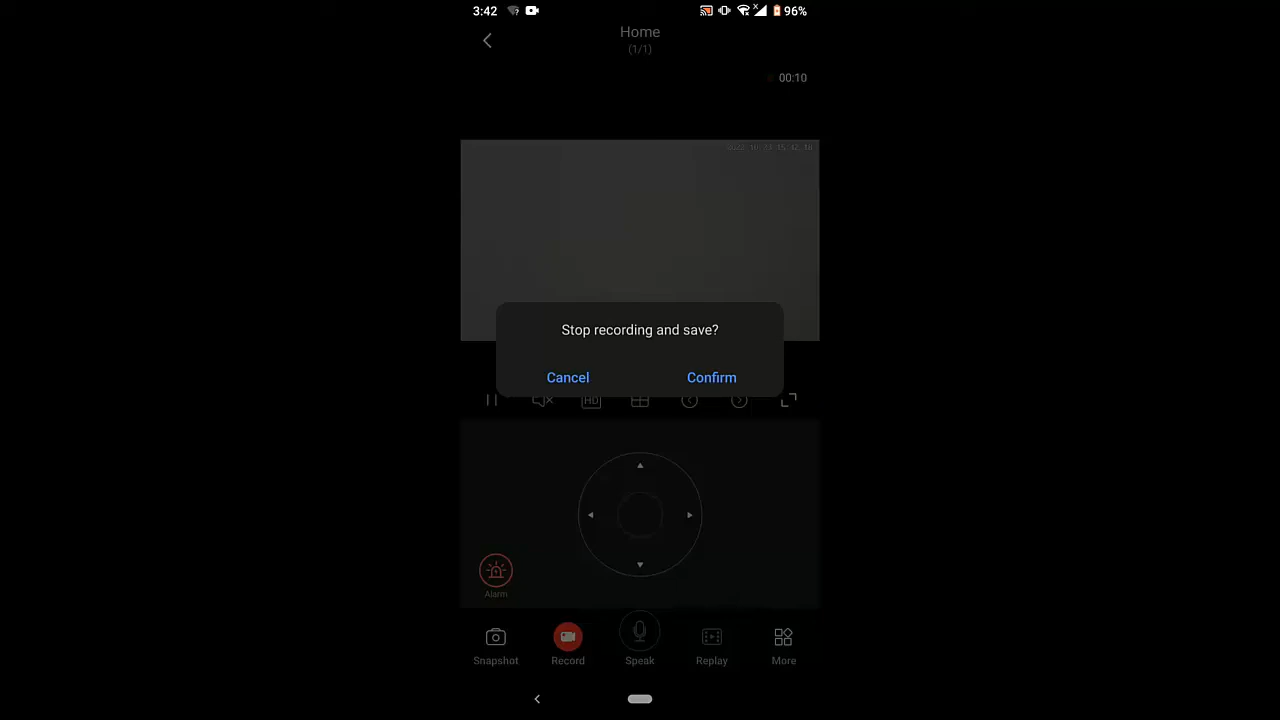 3:42 96%
Home
(1/1)
00:10
Stop recording and save?
Cancel Confirm
HD
Alarm
Snapshot Record Speak Replay More